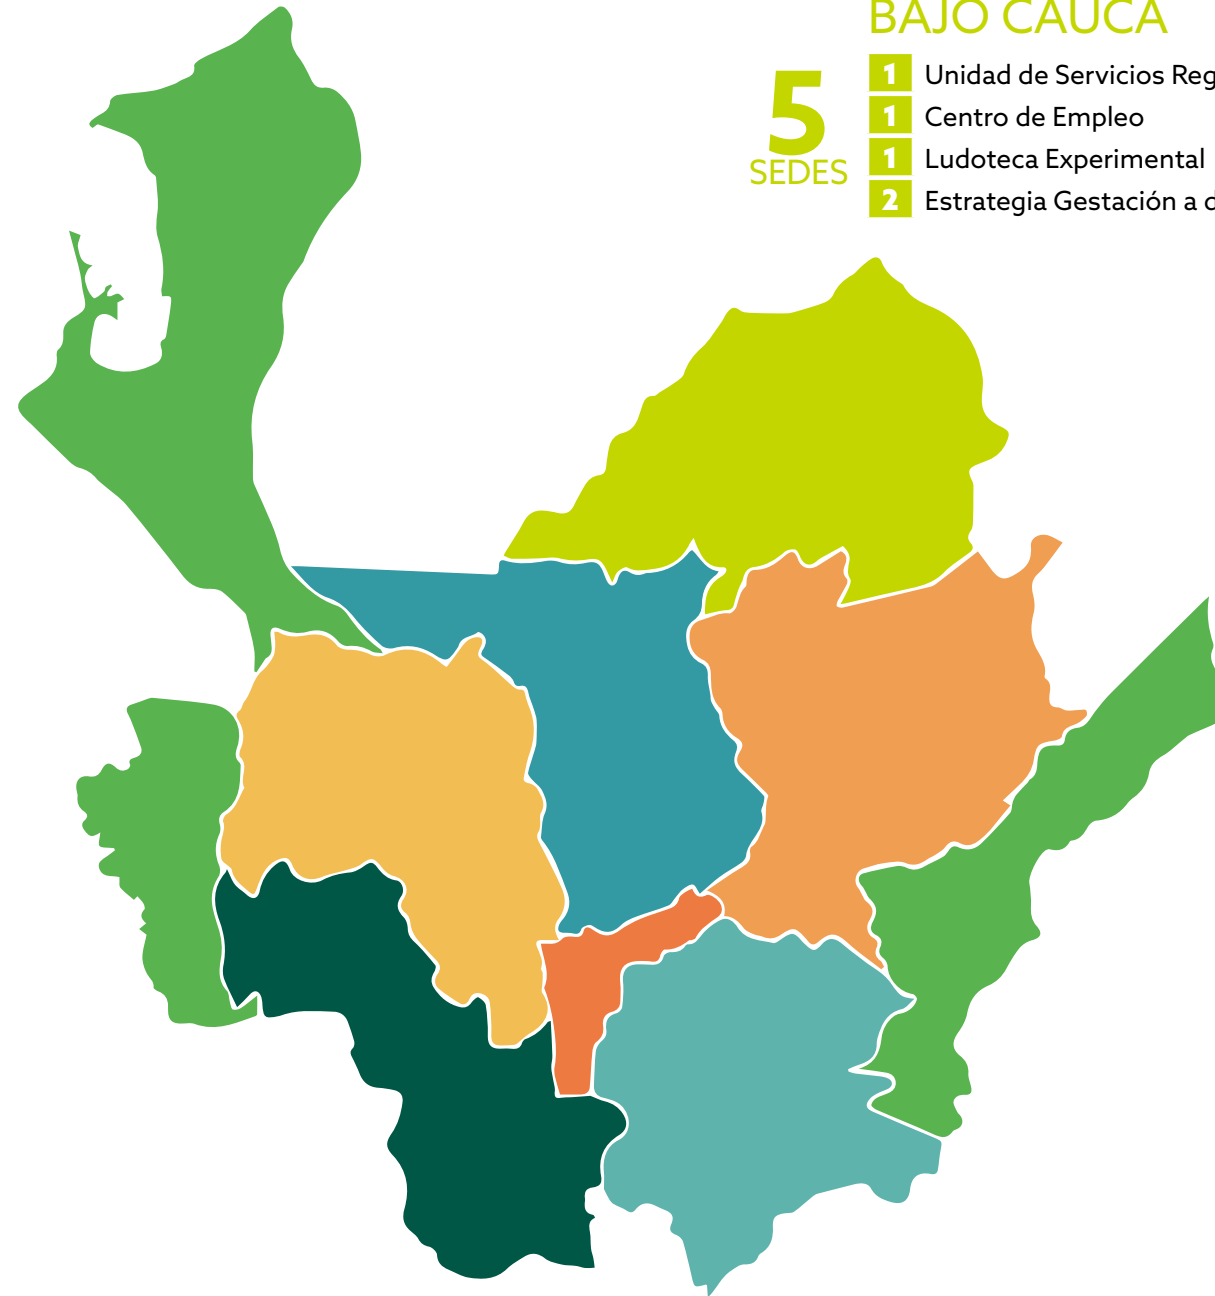 BAJO CAUCA
5
SEDES
1 Unidad de Servicios Reg
1 Centro de Empleo
1 Ludoteca Experimental
2 Estrategia Gestación a d